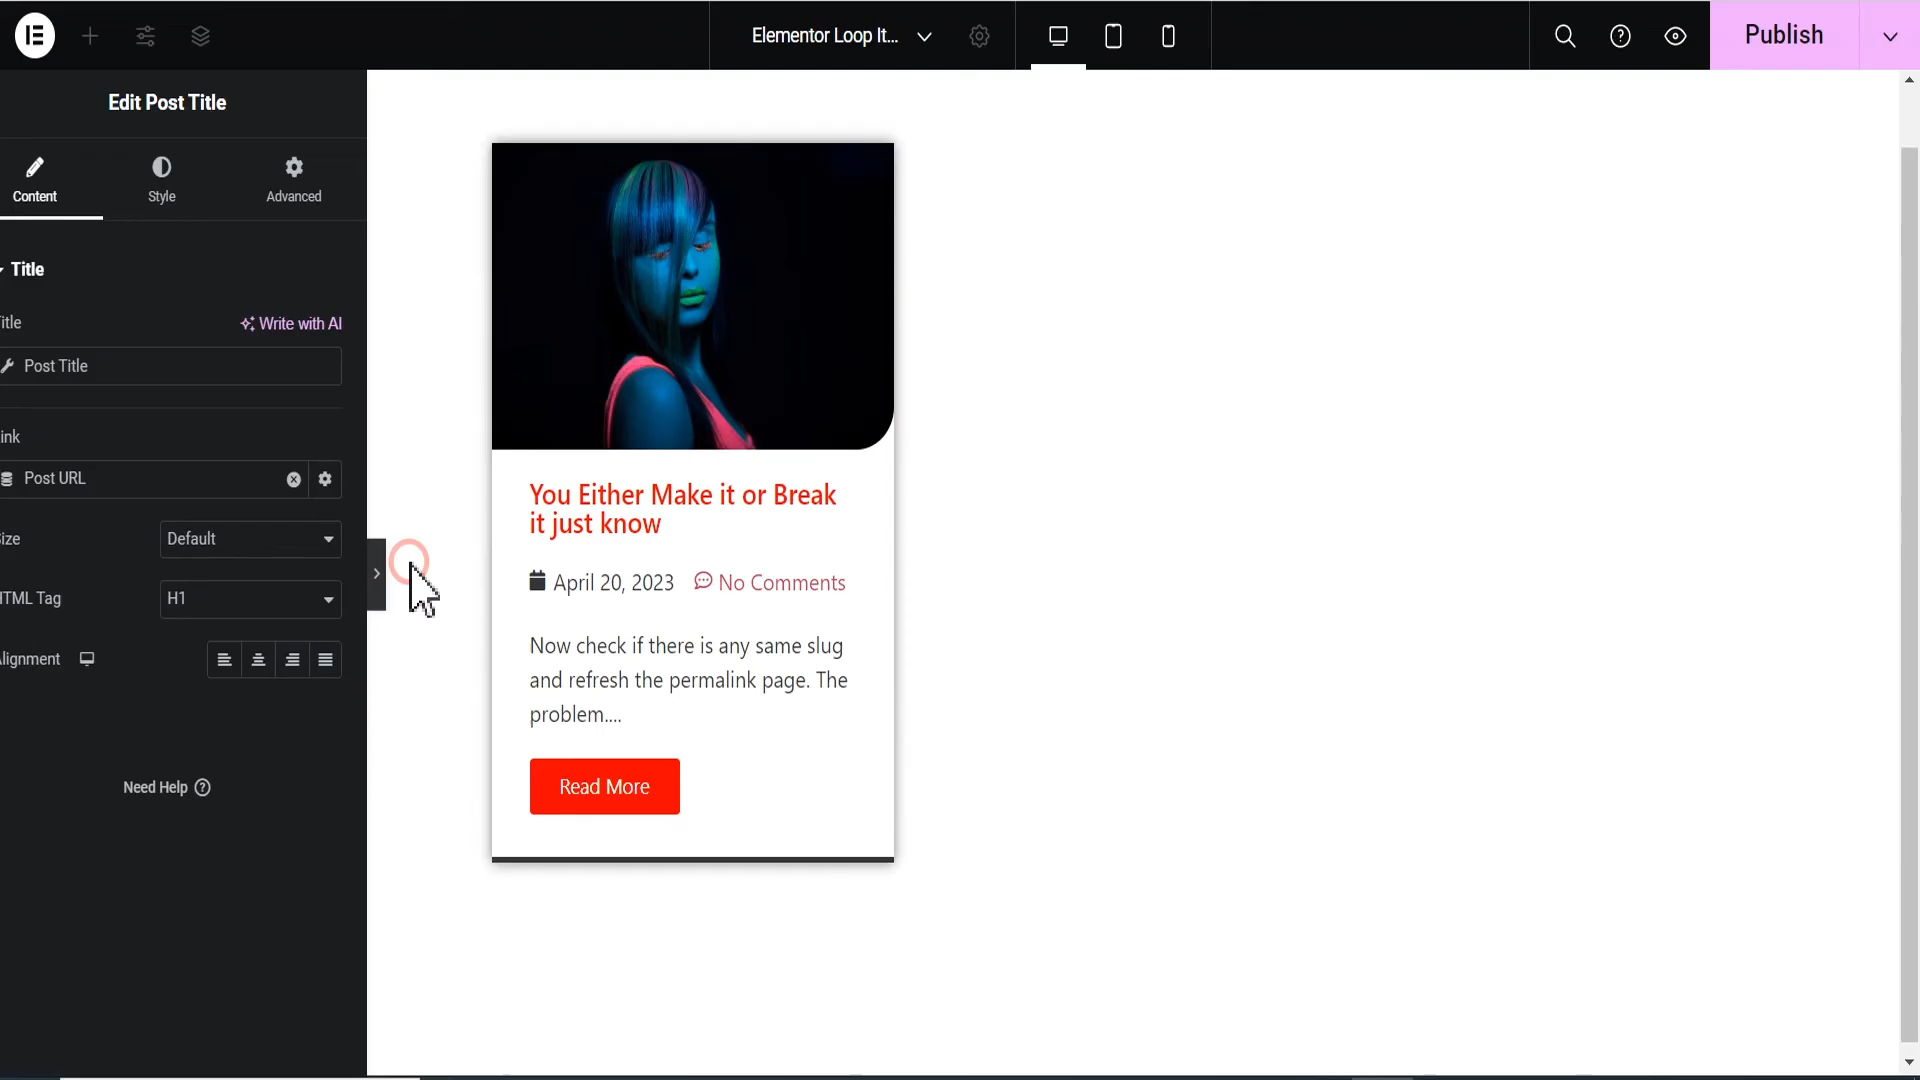 Elementor Loop It...
Publish
Edit Post Title
Content
Style
Advanced
Title
itle
Write with AI
Post Title
ink
Post URL
ize
Default
HTML Tag
H1
lignment
Need Help
You Either Make it or Break
it just know
April 20, 2023
No Comments
Now check if there is any same slug
and refresh the permalink page. The
problem....
Read More